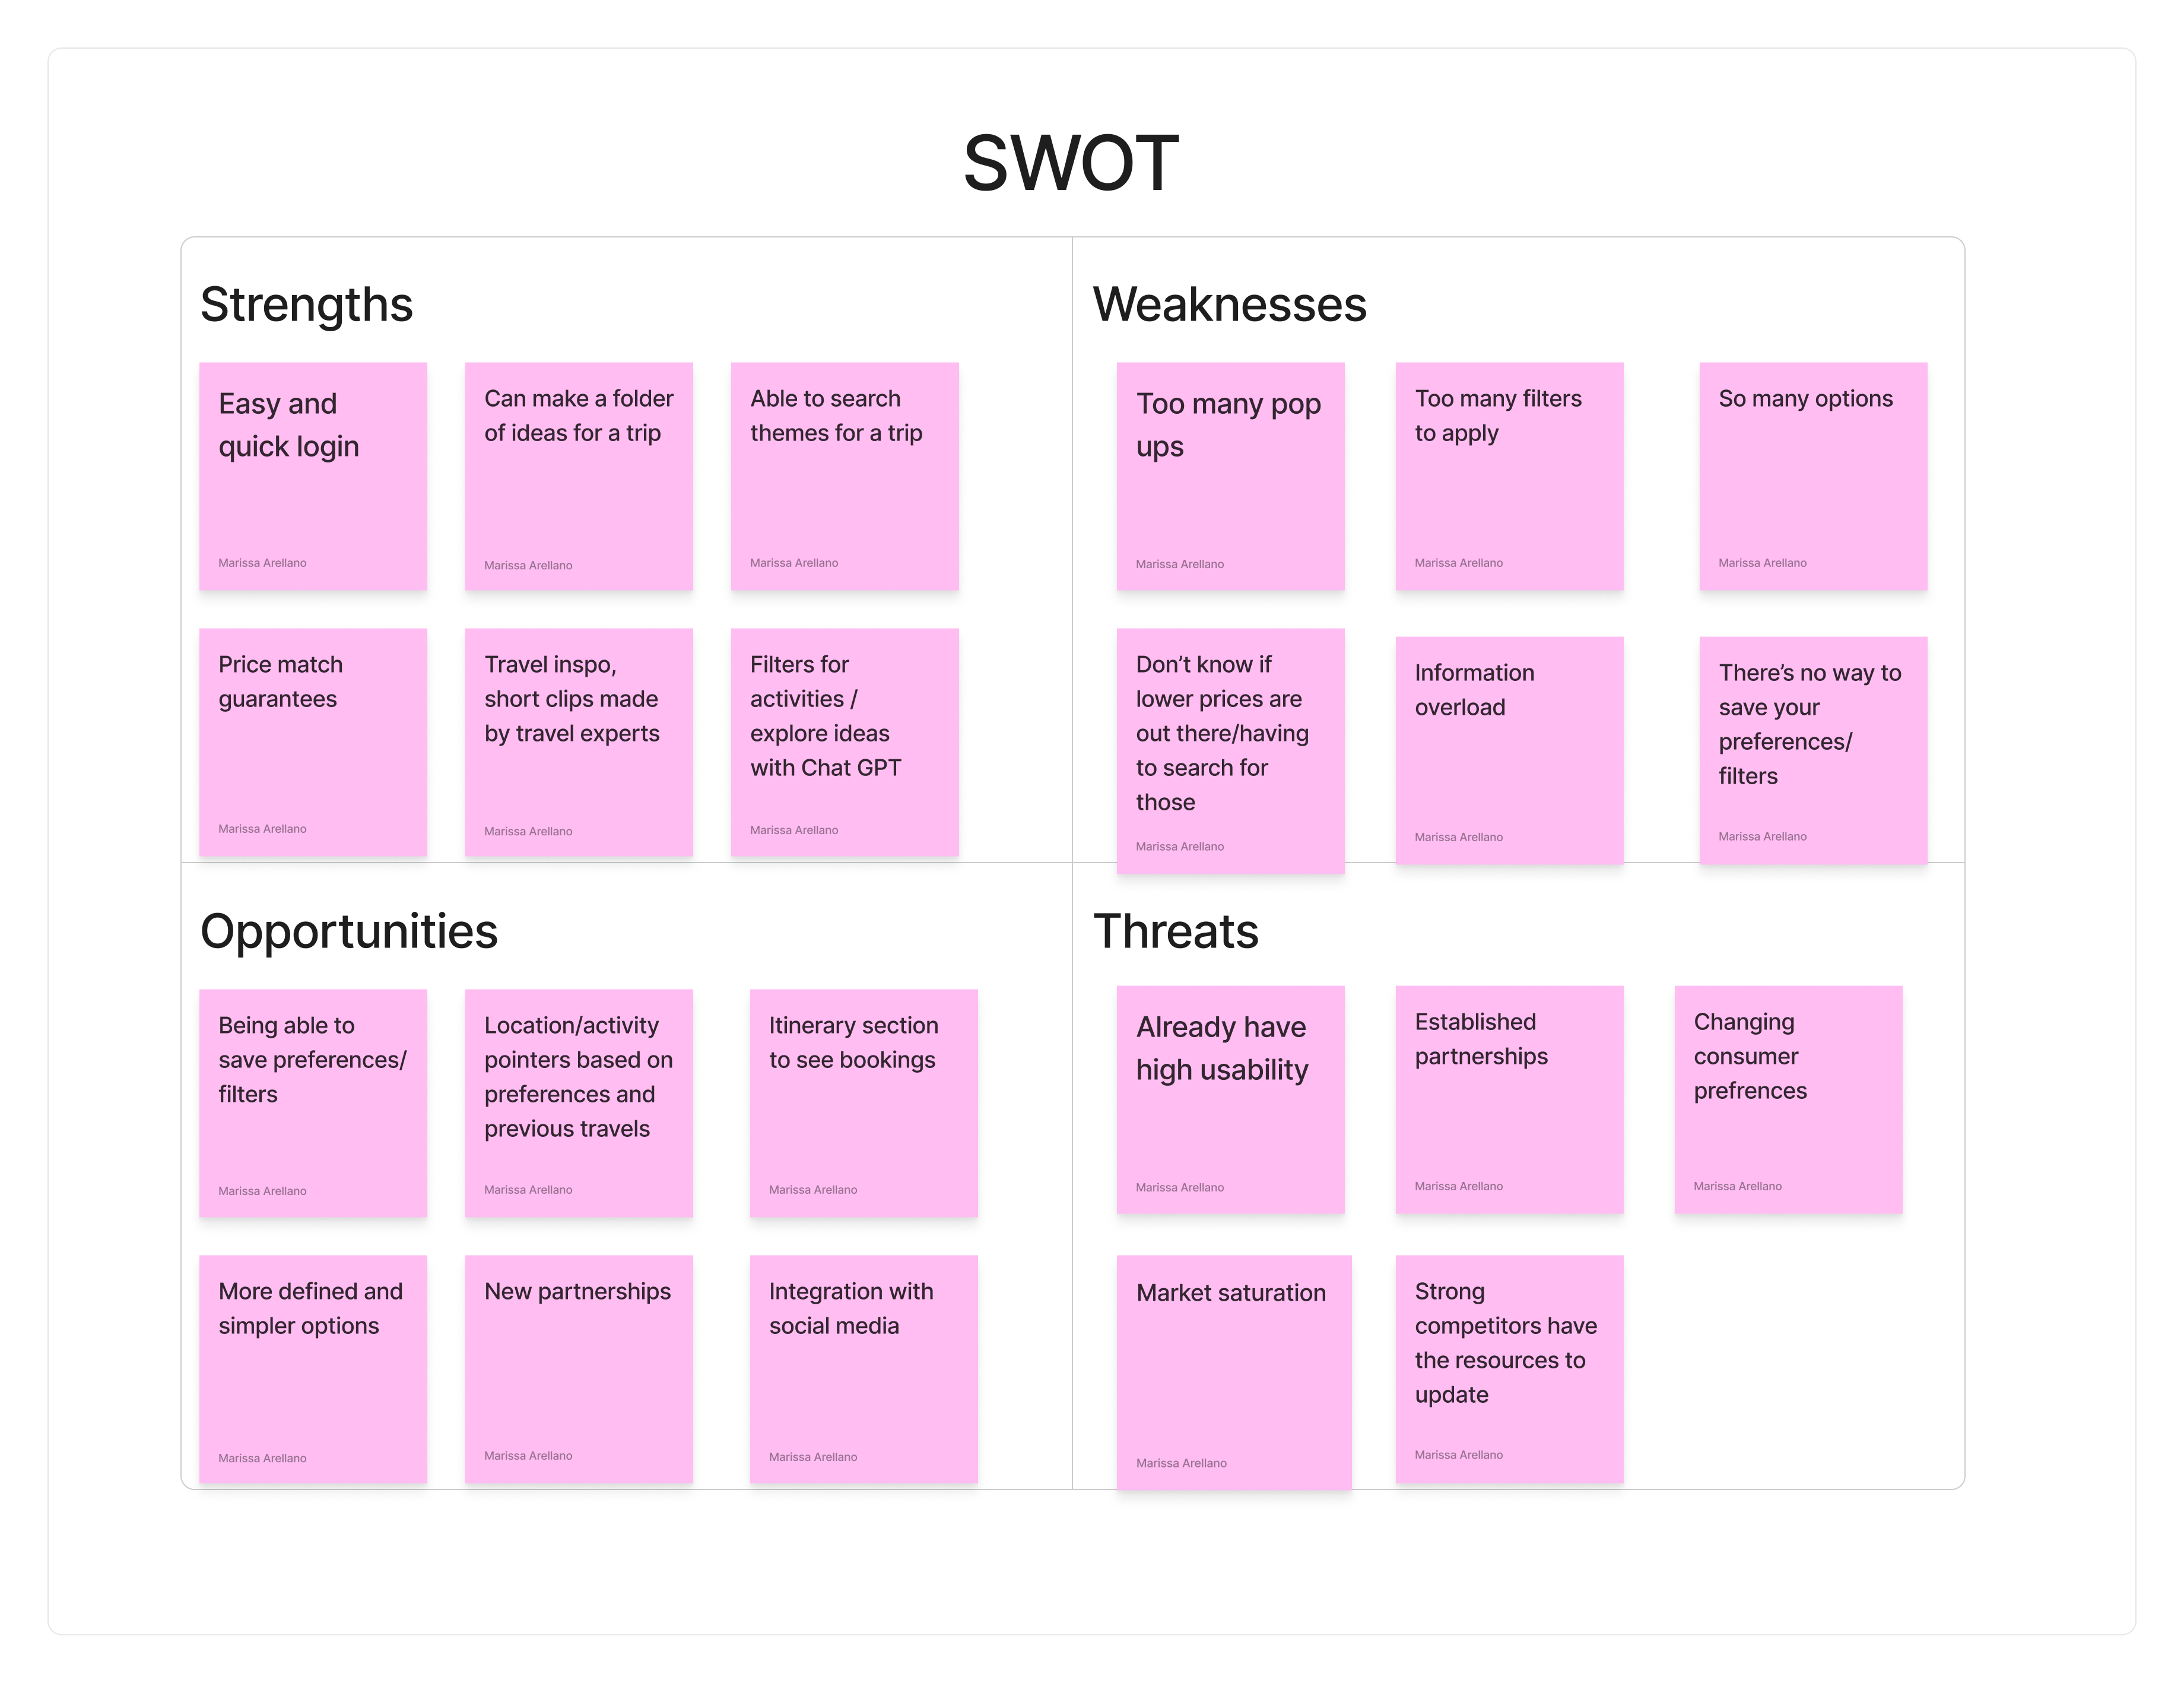 SWOT
Strengths
Easy and
quick login
Marissa Arellano
Can make a folder
of ideas for a trip
Marissa Arellano
Able to search
themes for a trip
Marissa Arellano
Price match
guarantees
Marissa Arellano
Travel inspo,
short clips made
by travel experts
Marissa Arellano
Filters for
activities /
explore ideas
with Chat GPT
Marissa Arellano
Weaknesses
Too many pop
ups
Marissa Arellano
Too many filters
to apply
Marissa Arellano
So many options
Marissa Arellano
Don’t know if
lower prices are
out there/having
to search for
those
Marissa Arellano
Information
overload
Marissa Arellano
There’s no way to
save your
preferences/
filters
Marissa Arellano
Opportunities
Being able to
save preferences/
filters
Marissa Arellano
Location/activity
pointers based on
preferences and
previous travels
Marissa Arellano
Itinerary section
to see bookings
Marissa Arellano
More defined and
simpler options
Marissa Arellano
New partnerships
Marissa Arellano
Integration with
social media
Marissa Arellano
Threats
Already have
high usability
Marissa Arellano
Established
partnerships
Marissa Arellano
Changing
consumer
prefrences
Marissa Arellano
Market saturation
Marissa Arellano
Strong
competitors have
the resources to
update
Marissa Arellano